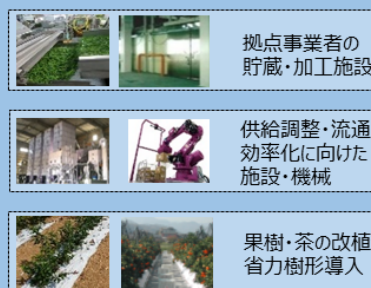 拠点事業者の
貯蔵・加工施設
供給調整・流通
効率化に向けた
施設・機械
果樹・茶の改植
省力樹形導入